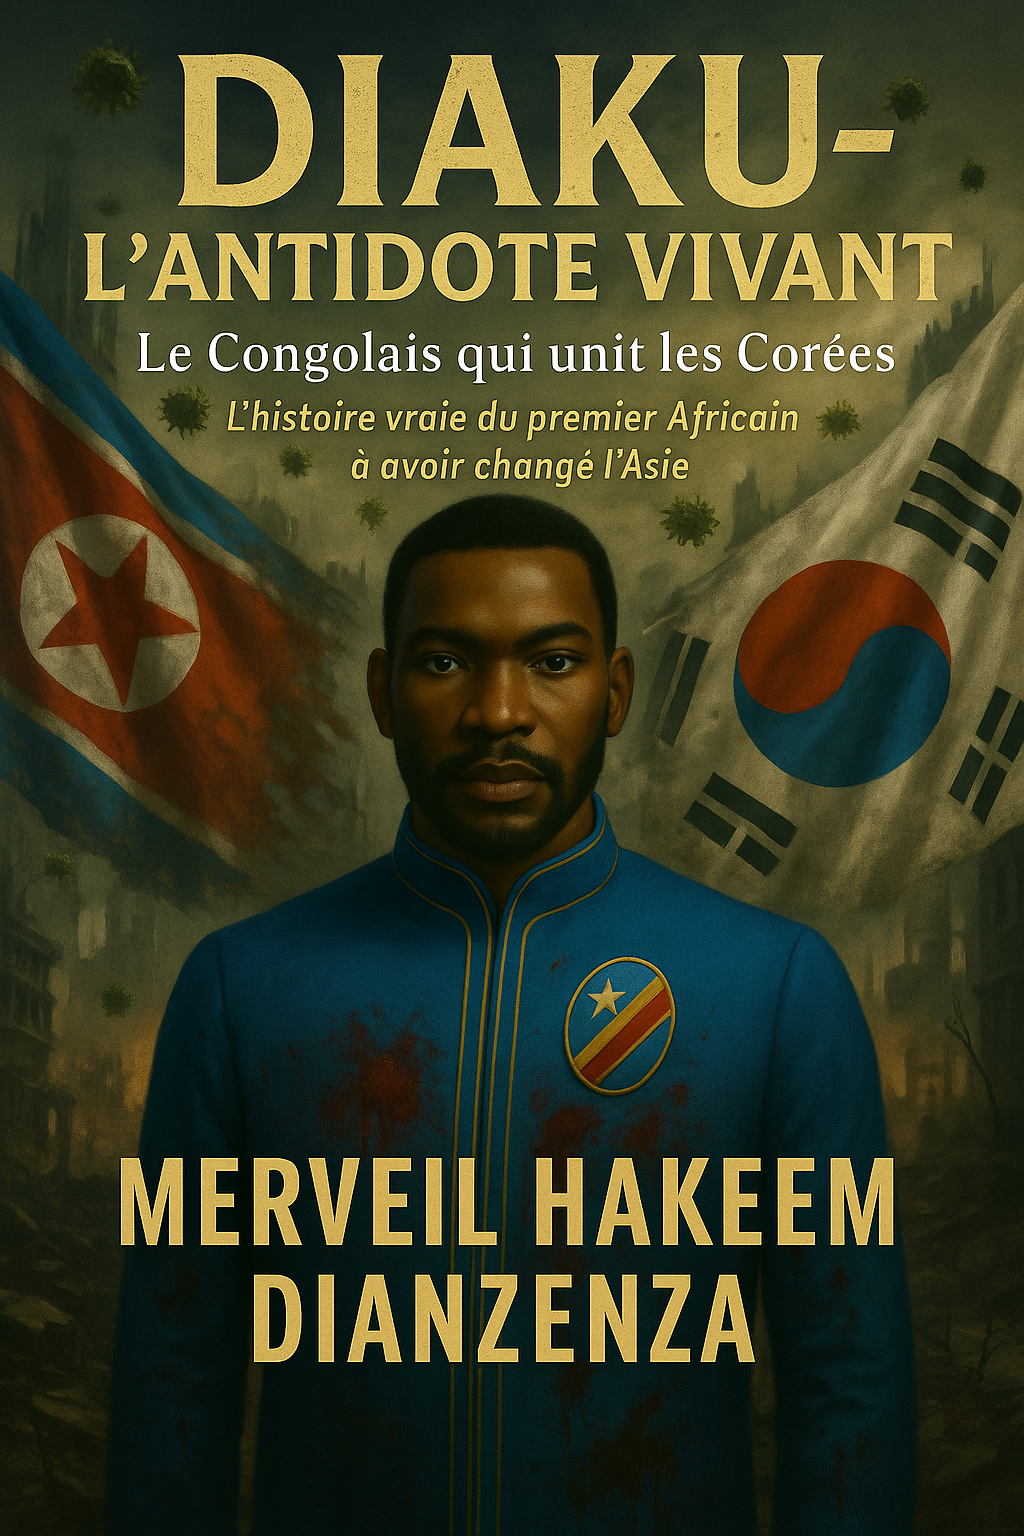 DIAKU-
L’ANTIDOTE VIVANT
Le Congolais qui unit les Corées
L’histoire vraie du premier Africain
à avoir changé l’Asie
MERVEIL HAKEEM
DIANZENZA